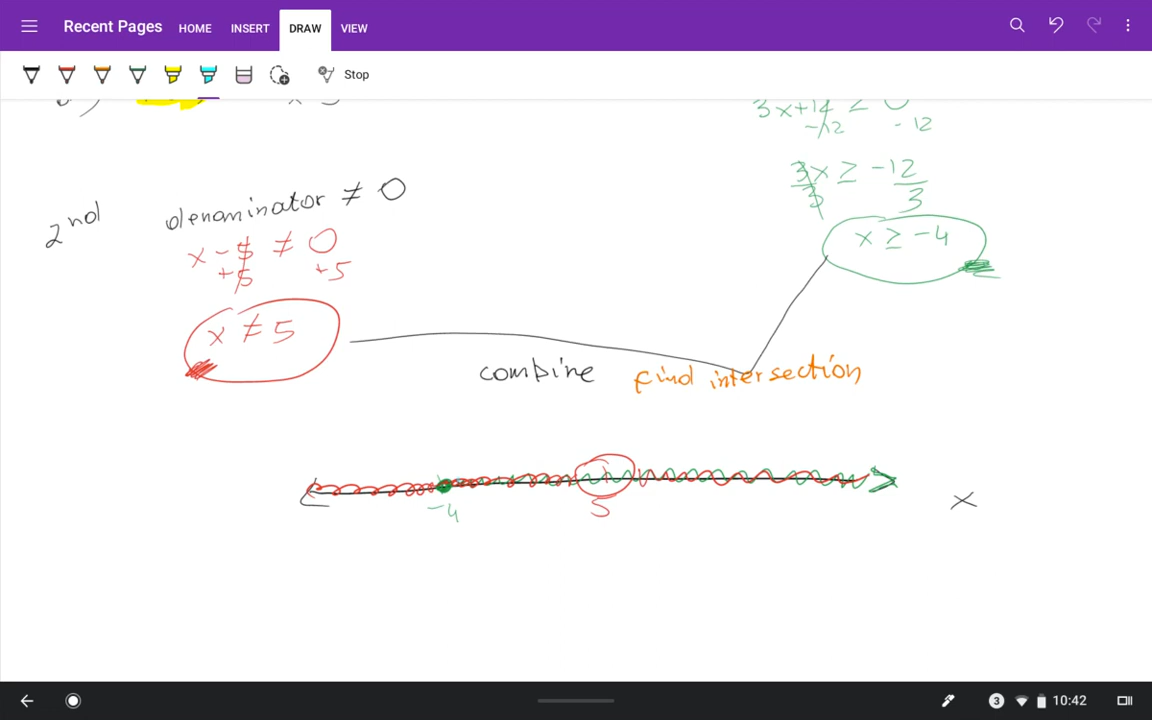 Recent Pages HOME INSERT DRAW VIEW
Stop
3x+12 ≥ 0
-12 -12
3x ≥ -12
3 3
x ≥ -4
2nd denominator ≠ 0
x - 5 ≠ 0
+5 +5
x ≠ 5
combine find intersection
-4 5 x
3 10:42